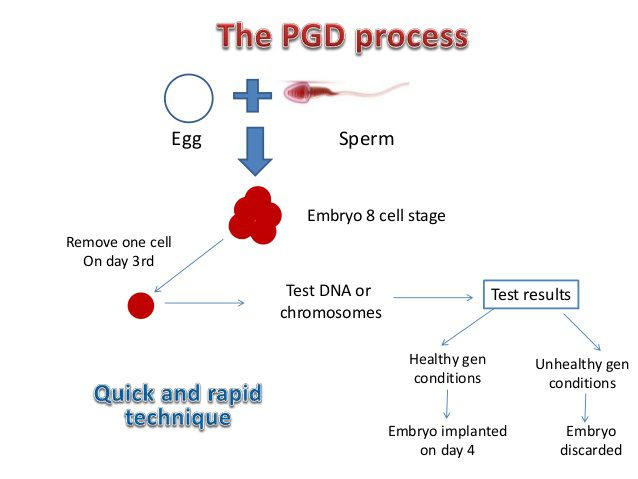 The PGD process
Egg
Sperm
Embryo 8 cell stage
Remove one cell
On day 3rd
Test DNA or
chromosomes
Test results
Healthy gen
conditions
Unhealthy gen
conditions
Quick and rapid
technique
Embryo implanted
on day 4
Embryo
discarded